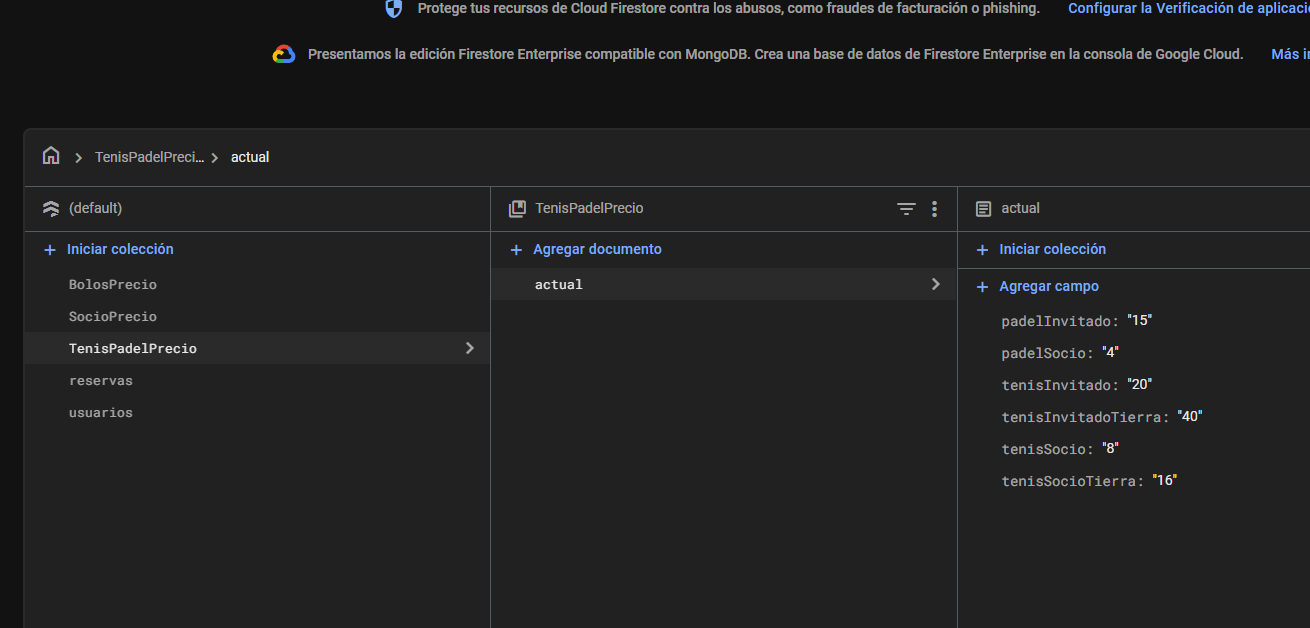 Protege tus recursos de Cloud Firestore contra los abusos, como fraudes de facturación o phishing. Configurar la Verificación de aplicaci
Presentamos la edición Firestore Enterprise compatible con MongoDB. Crea una base de datos de Firestore Enterprise en la consola de Google Cloud. Más in
TenisPadelPreci... > actual
(default)
+ Iniciar colección
BolosPrecio
SocioPrecio
TenisPadelPrecio
reservas
usuarios
TenisPadelPrecio
+ Agregar documento
actual
actual
+ Iniciar colección
+ Agregar campo
padelInvitado: "15"
padelSocio: "4"
tenisInvitado: "20"
tenisInvitadoTierra: "40"
tenisSocio: "8"
tenisSocioTierra: "16"